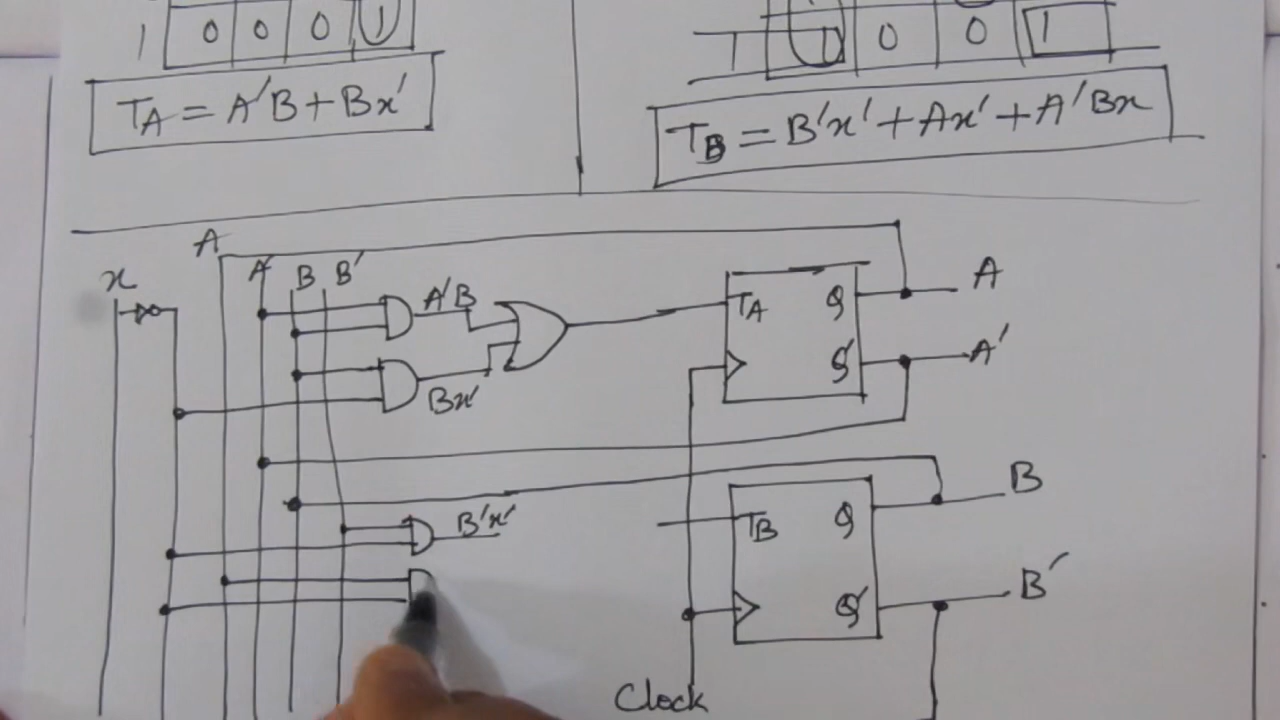 1 0 0 0 1
1 1 0 0 1
T_A = A'B + Bx'
T_B = B'x' + Ax' + A'Bx
A
x A' B B'
A'B
Bx'
T_A Q A
Q' A'
B'x'
T_B Q B
Q' B'
Clock